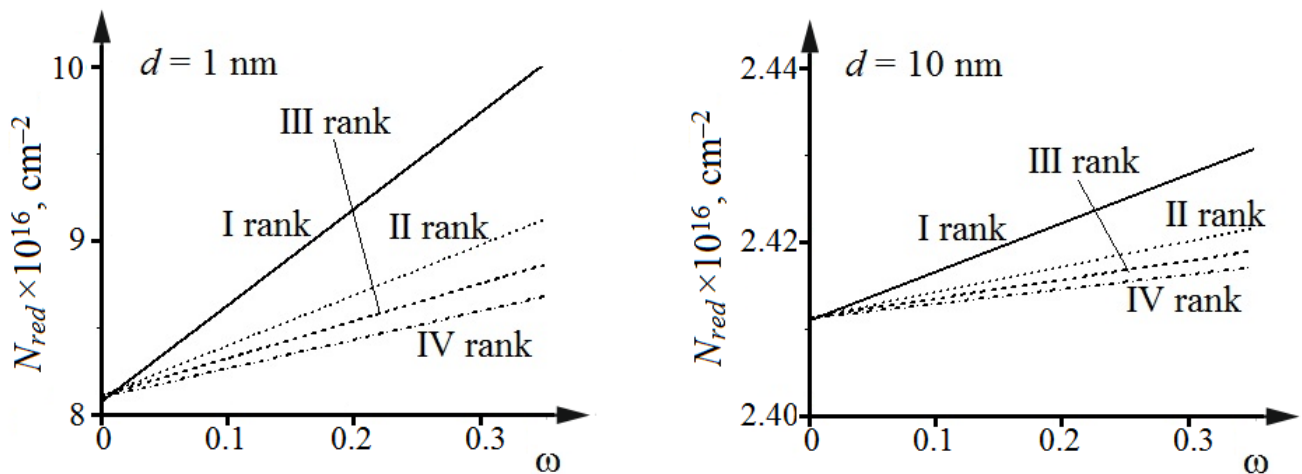 10
d = 1 nm
III rank
I rank
II rank
9
IV rank
8
0
0.1
0.2
0.3
ω
N_red×10^16, cm^−2
2.44
d = 10 nm
III rank
I rank
II rank
2.42
IV rank
2.40
0
0.1
0.2
0.3
ω
N_red×10^16, cm^−2